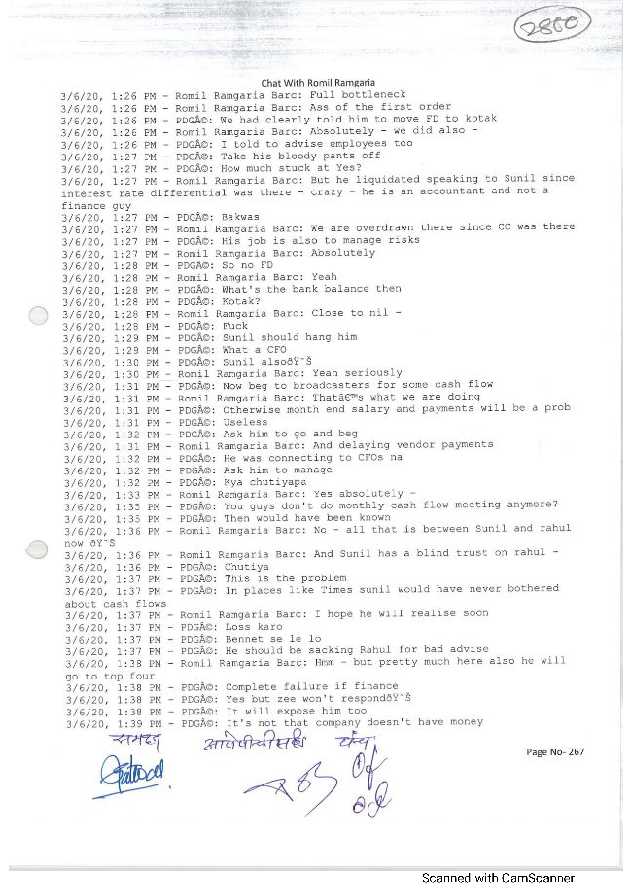 2800
Chat With Romil Ramgaria
3/6/20, 1:26 PM - Romil Ramgaria Barc: Full bottleneck
3/6/20, 1:26 PM - Romil Ramgaria Barc: Ass of the first order
3/6/20, 1:26 PM - PDGÂ©: We had clearly told him to move FD to kotak
3/6/20, 1:26 PM - Romil Ramgaria Barc: Absolutely - we did also -
3/6/20, 1:26 PM - PDGÂ©: I told to advise employees too
3/6/20, 1:27 PM - PDGÂ©: Take his bloody pants off
3/6/20, 1:27 PM - PDGÂ©: How much stuck at Yes?
3/6/20, 1:27 PM - Romil Ramgaria Barc: But he liquidated speaking to Sunil since
interest rate differential was there - crazy - he is an accountant and not a
finance guy
3/6/20, 1:27 PM - PDGÂ©: Bakwas
3/6/20, 1:27 PM - Romil Ramgaria Barc: We are overdrawn there since CC was there
3/6/20, 1:27 PM - PDGÂ©: His job is also to manage risks
3/6/20, 1:27 PM - Romil Ramgaria Barc: Absolutely
3/6/20, 1:28 PM - PDGÂ©: So no FD
3/6/20, 1:28 PM - Romil Ramgaria Barc: Yeah
3/6/20, 1:28 PM - PDGÂ©: What's the bank balance then
3/6/20, 1:28 PM - PDGÂ©: Kotak?
3/6/20, 1:28 PM - Romil Ramgaria Barc: Close to nil -
3/6/20, 1:28 PM - PDGÂ©: Fuck
3/6/20, 1:29 PM - PDGÂ©: Sunil should hang him
3/6/20, 1:29 PM - PDGÂ©: What a CFO
3/6/20, 1:30 PM - PDGÂ©: Sunil alsoðŸ˜Š
3/6/20, 1:30 PM - Romil Ramgaria Barc: Yeah seriously
3/6/20, 1:31 PM - PDGÂ©: Now beg to broadcasters for some cash flow
3/6/20, 1:31 PM - Romil Ramgaria Barc: Thatâ€™s what we are doing
3/6/20, 1:31 PM - PDGÂ©: Otherwise month end salary and payments will be a prob
3/6/20, 1:31 PM - PDGÂ©: Useless
3/6/20, 1:32 PM - PDGÂ©: Ask him to go and beg
3/6/20, 1:31 PM - Romil Ramgaria Barc: And delaying vendor payments
3/6/20, 1:32 PM - PDGÂ©: He was connecting to CFOs na
3/6/20, 1:32 PM - PDGÂ©: Ask him to manage
3/6/20, 1:32 PM - PDGÂ©: Kya chutiyapa
3/6/20, 1:33 PM - Romil Ramgaria Barc: Yes absolutely -
3/6/20, 1:35 PM - PDGÂ©: You guys don't do monthly cash flow meeting anymore?
3/6/20, 1:35 PM - PDGÂ©: Then would have been known
3/6/20, 1:36 PM - Romil Ramgaria Barc: No - all that is between Sunil and rahul
now ðŸ˜Š
3/6/20, 1:36 PM - Romil Ramgaria Barc: And Sunil has a blind trust on rahul -
3/6/20, 1:36 PM - PDGÂ©: Chutiya
3/6/20, 1:37 PM - PDGÂ©: This is the problem
3/6/20, 1:37 PM - PDGÂ©: In places like Times sunil would have never bothered
about cash flows
3/6/20, 1:37 PM - Romil Ramgaria Barc: I hope he will realise soon
3/6/20, 1:37 PM - PDGÂ©: Loss karo
3/6/20, 1:37 PM - PDGÂ©: Bennet se le lo
3/6/20, 1:37 PM - PDGÂ©: He should be sacking Rahul for bad advise
3/6/20, 1:38 PM - Romil Ramgaria Barc: Hmm - but pretty much here also he will
go to top four
3/6/20, 1:38 PM - PDGÂ©: Complete failure if finance
3/6/20, 1:38 PM - PDGÂ©: Yes but zee won't respondðŸ˜Š
3/6/20, 1:38 PM - PDGÂ©: It will expose him too
3/6/20, 1:39 PM - PDGÂ©: It's not that company doesn't have money
समक्ष
पंच
Page No- 267
Scanned with CamScanner